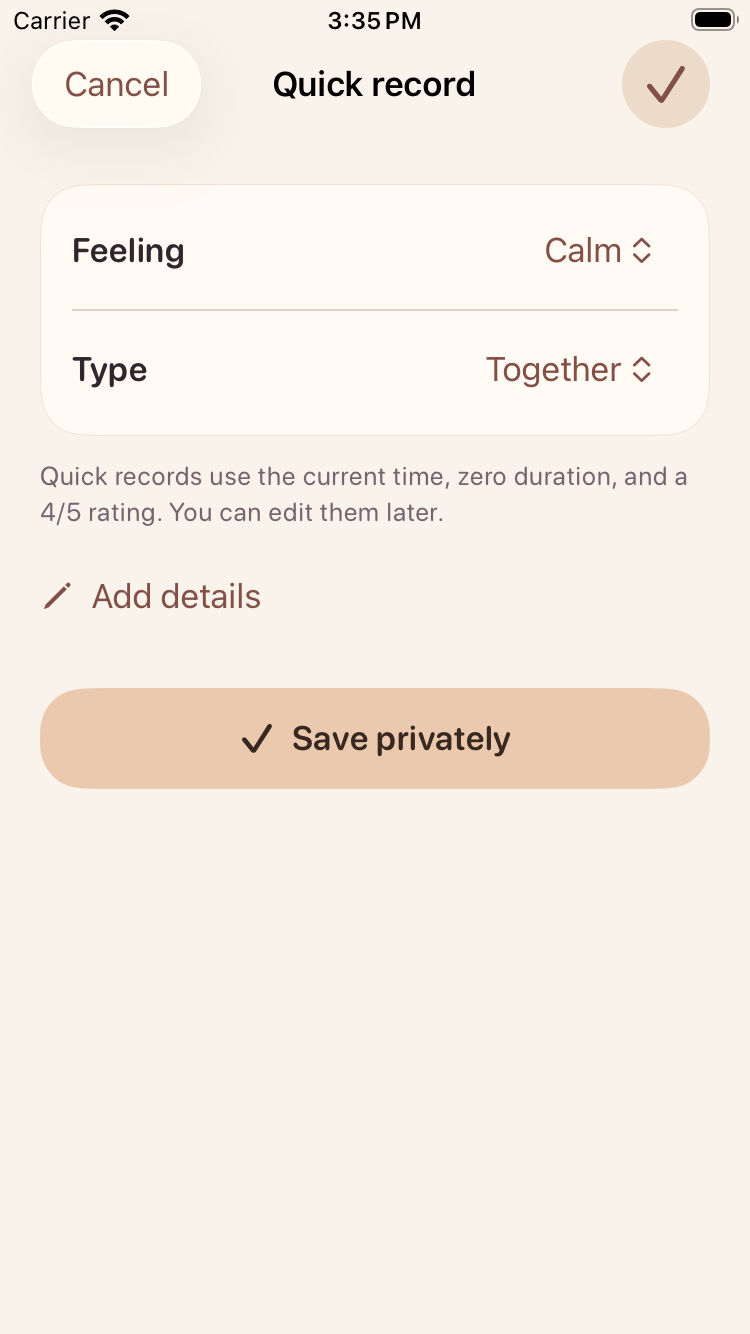 Carrier 3:35 PM
Cancel Quick record
Feeling Calm
Type Together
Quick records use the current time, zero duration, and a
4/5 rating. You can edit them later.
Add details
Save privately